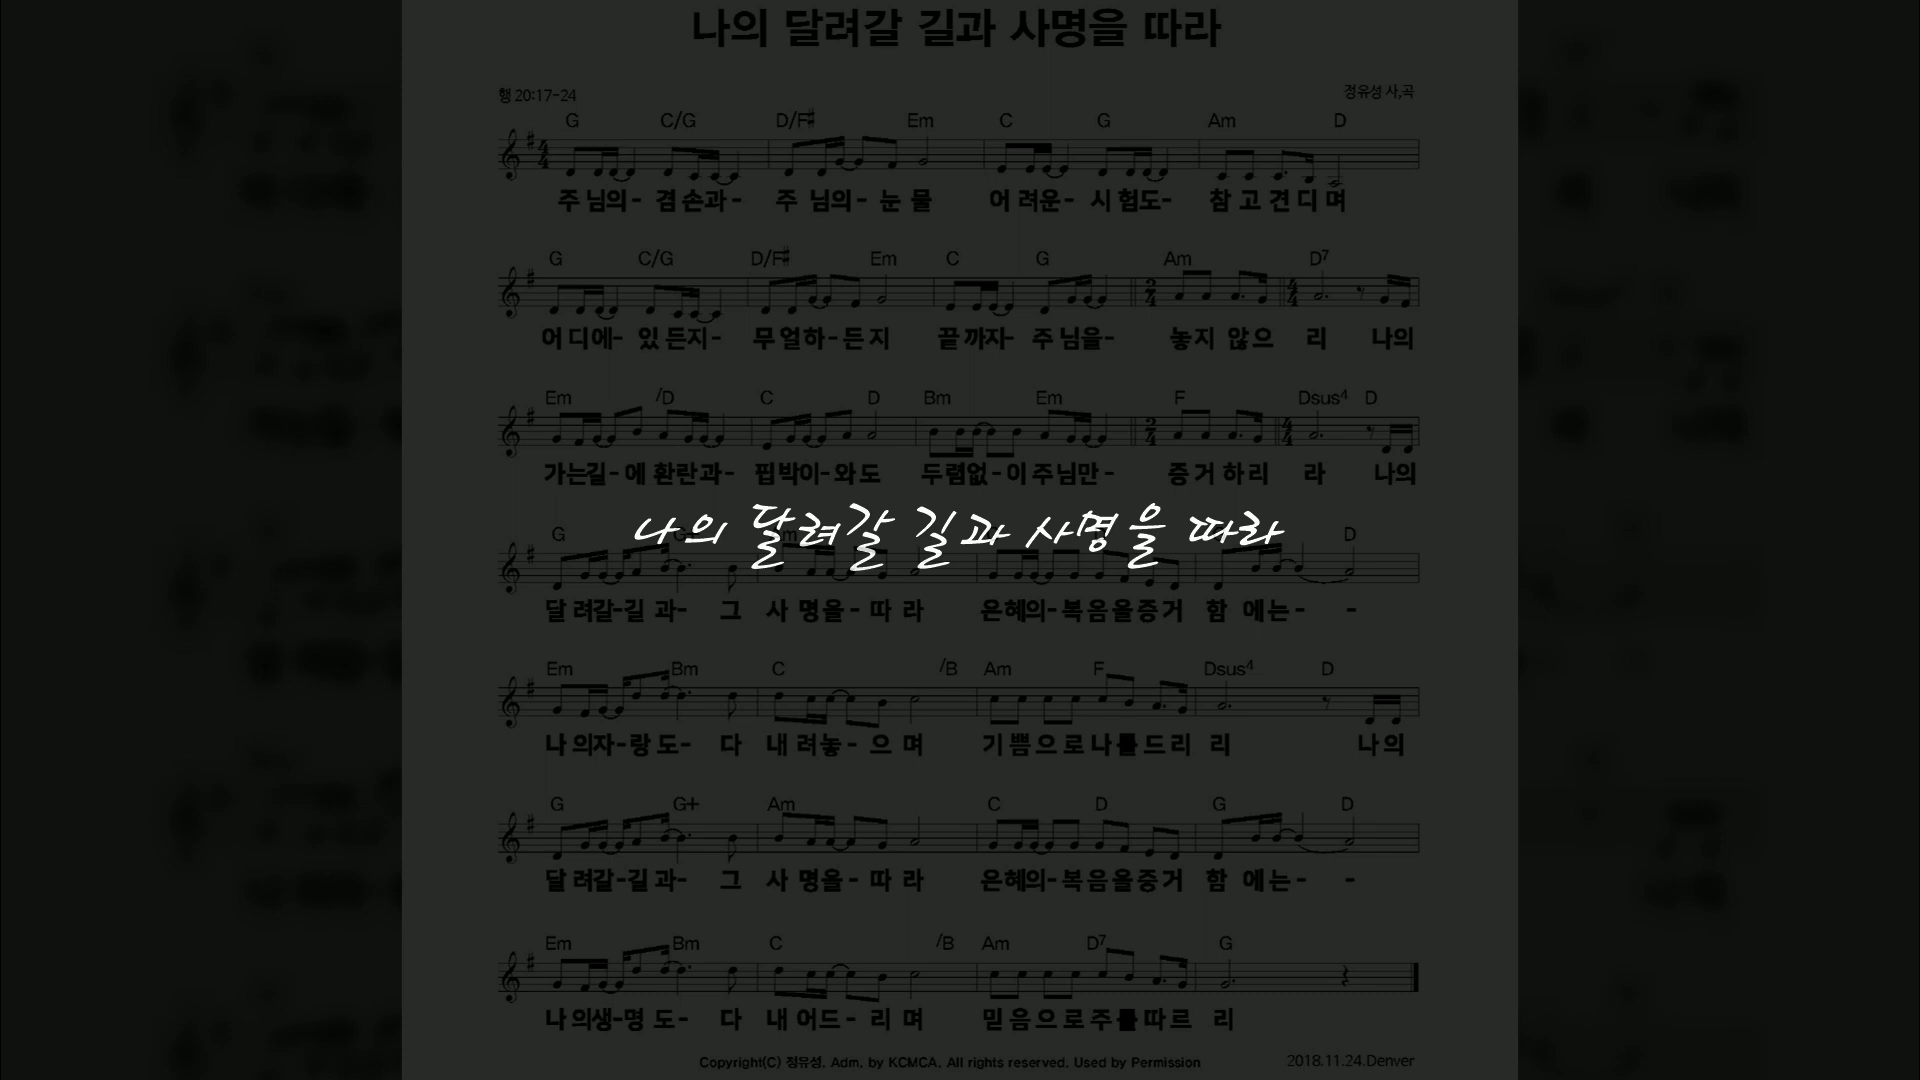 나의 달려갈 길과 사명을 따라
행 20:17-24
정유성 사,곡
G C/G D/F# Em C G Am D
주 님의- 겸 손과- 주 님의- 눈 물 어 려운- 시 험도- 참 고 견 디 며
G C/G D/F# Em C G Am D7
어 디에- 있 든지- 무 얼하- 든 지 끝 까지- 주 님을- 놓지 않으 리 나의
Em /D C D Bm Em F Dsus4 D
가는길- 에 환란과- 핍박이- 와도 두렴없- 이 주님만- 증거 하리 라 나의
나의 달려갈 길과 사명을 따라
G G+ D
달 려갈-길 과- 그 사 명을- 따 라 은혜의-복음을증거 함 에는- -
Em Bm C /B Am F Dsus4 D
나 의자-랑 도- 다 내 려놓- 으 며 기 쁨으로나를드리 리 나의
G G+ Am C D G D
달 려갈-길 과- 그 사 명을- 따 라 은혜의-복음을증거 함 에는- -
Em Bm C /B Am D7 G
나 의생-명 도- 다 내 어드- 리 며 믿음으로주를따르 리
Copyright(C) 정유성, Adm. by KCMCA, All rights reserved. Used by Permission
2018.11.24.Denver